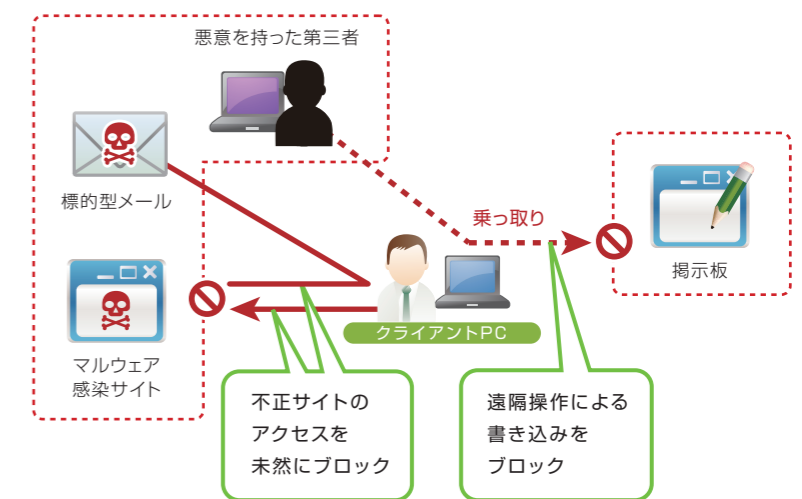 悪意を持った第三者
標的型メール
乗っ取り
掲示板
クライアントPC
マルウェア
感染サイト
不正サイトの
アクセスを
未然にブロック
遠隔操作による
書き込みを
ブロック